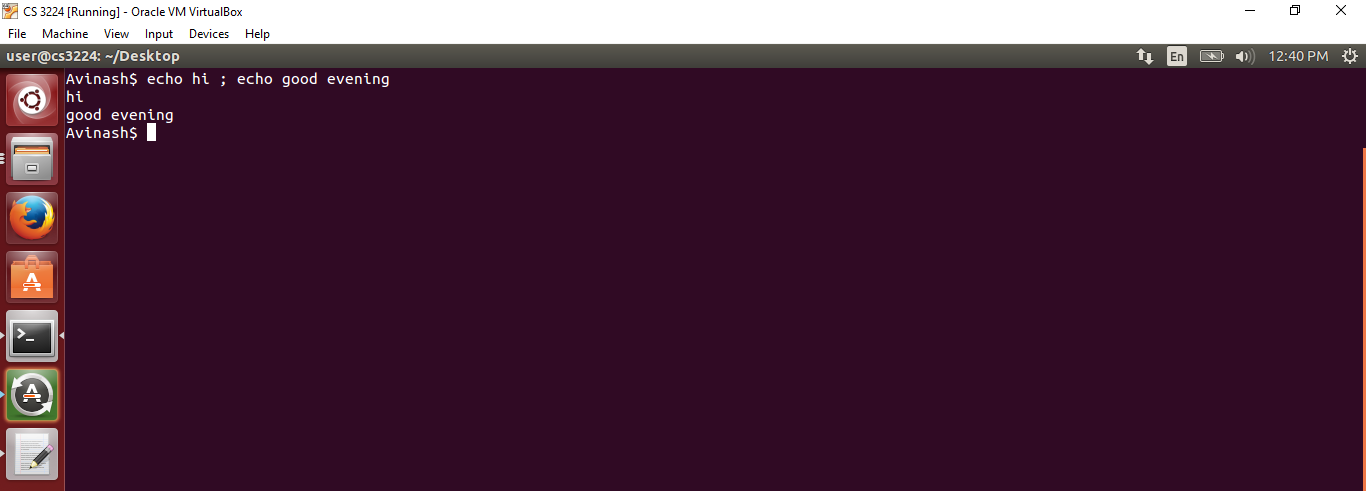 CS 3224 [Running] - Oracle VM VirtualBox
File Machine View Input Devices Help
user@cs3224: ~/Desktop En 12:40 PM
Avinash$ echo hi ; echo good evening
hi
good evening
Avinash$